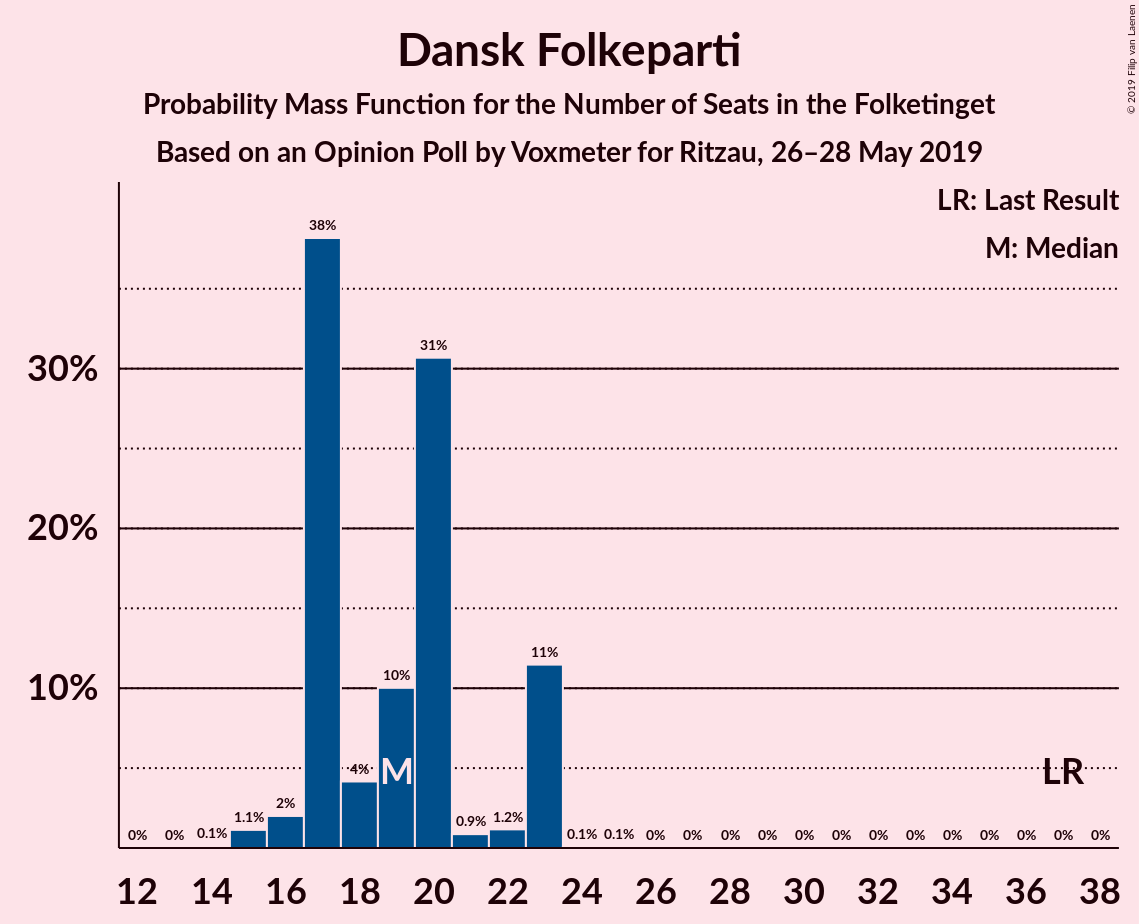 Dansk Folkeparti
Probability Mass Function for the Number of Seats in the Folketinget
Based on an Opinion Poll by Voxmeter for Ritzau, 26–28 May 2019
© 2019 Filip van Laenen
LR: Last Result
M: Median
38%
31%
30%
20%
11%
10%
10%
M
LR
4%
2%
1.1%
0.9%
1.2%
0% 0% 0.1% 0.1% 0.1% 0% 0% 0% 0% 0% 0% 0% 0% 0% 0% 0% 0% 0%
12 14 16 18 20 22 24 26 28 30 32 34 36 38